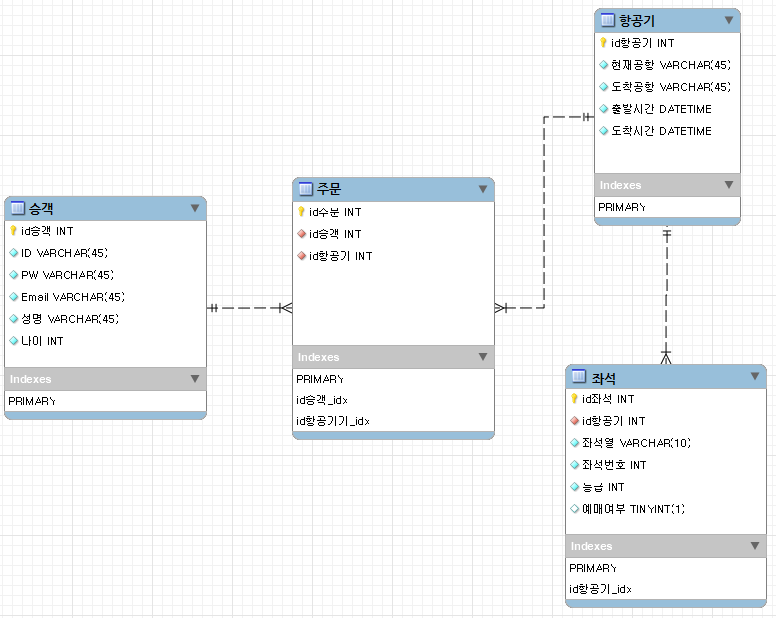 항공기
id항공기 INT
현재공항 VARCHAR(45)
도착공항 VARCHAR(45)
출발시간 DATETIME
도착시간 DATETIME
Indexes
PRIMARY
주문
id수분 INT
id승객 INT
id항공기 INT
Indexes
PRIMARY
id승객_idx
id항공기기_idx
승객
id승객 INT
ID VARCHAR(45)
PW VARCHAR(45)
Email VARCHAR(45)
성명 VARCHAR(45)
나이 INT
Indexes
PRIMARY
좌석
id좌석 INT
id항공기 INT
좌석열 VARCHAR(10)
좌석번호 INT
능급 INT
예매여부 TINYINT(1)
Indexes
PRIMARY
id항공기_idx